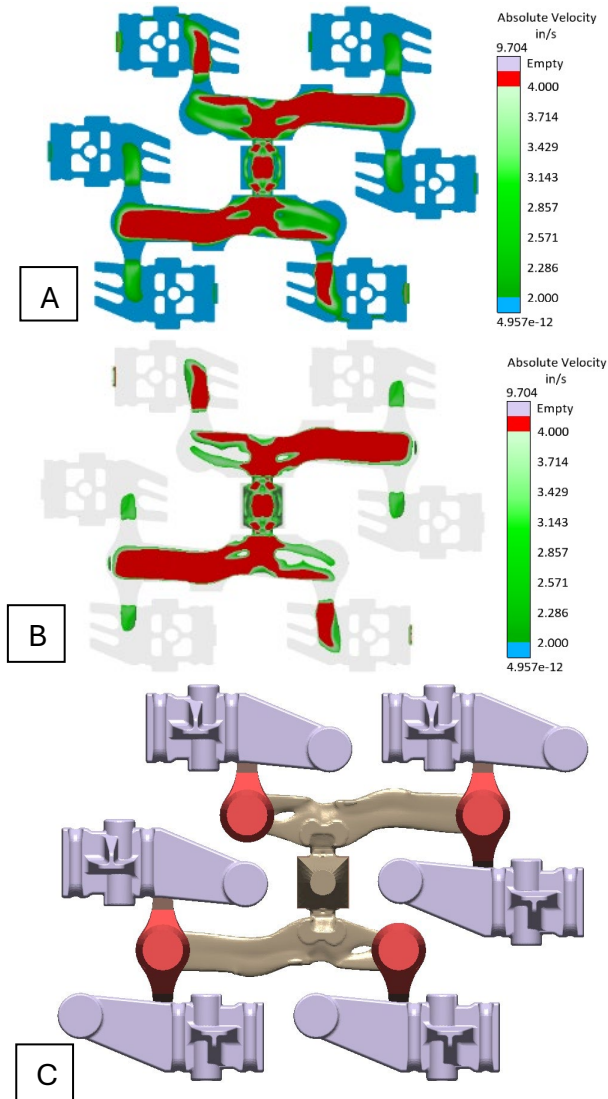 Absolute Velocity
in/s
9.704
Empty
4.000
3.714
3.429
3.143
2.857
2.571
2.286
2.000
4.957e-12
A
Absolute Velocity
in/s
9.704
Empty
4.000
3.714
3.429
3.143
2.857
2.571
2.286
2.000
4.957e-12
B
C